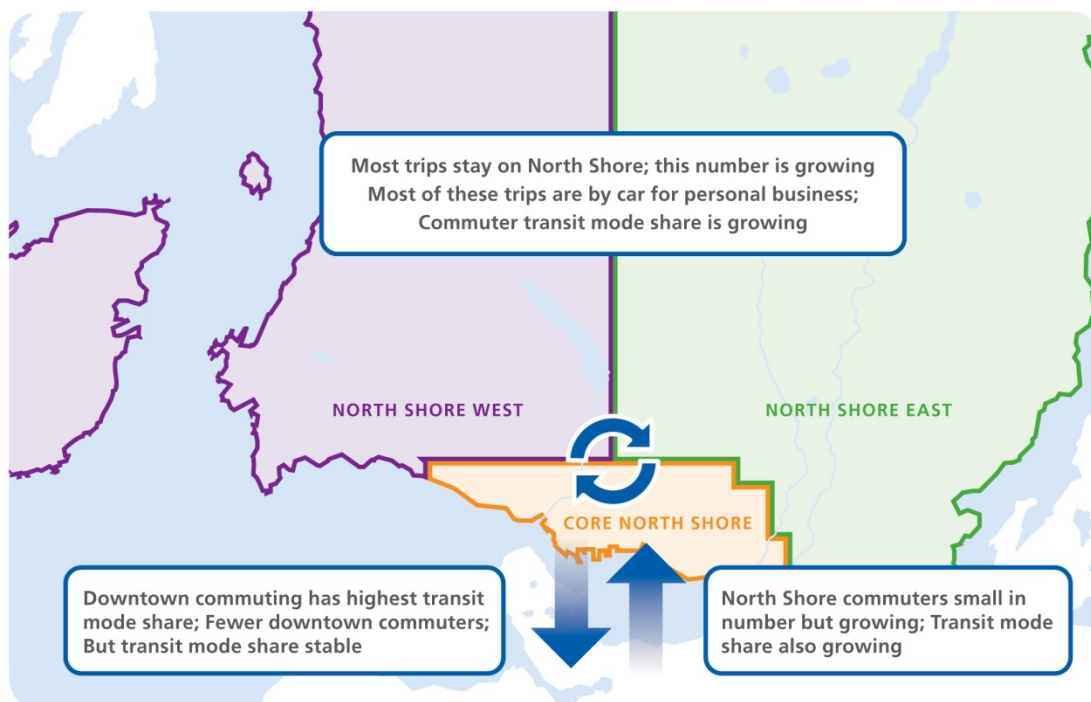 Most trips stay on North Shore; this number is growing
Most of these trips are by car for personal business;
Commuter transit mode share is growing
NORTH SHORE WEST
NORTH SHORE EAST
CORE NORTH SHORE
Downtown commuting has highest transit
mode share; Fewer downtown commuters;
But transit mode share stable
North Shore commuters small in
number but growing; Transit mode
share also growing